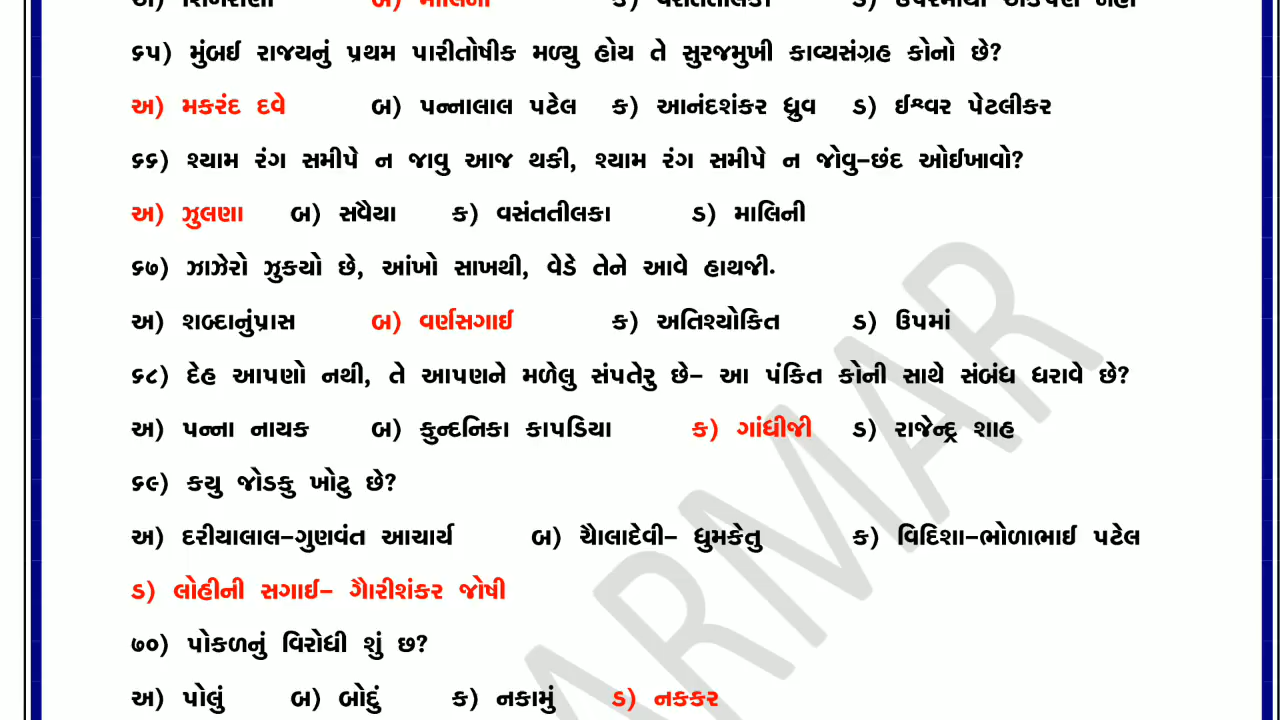 ૬૫) મુંબઈ રાજયનું પ્રથમ પારીતોષીક મળ્યુ હોય તે સુરજમુખી કાવ્યસંગ્રહ કોનો છે?
અ) મકરંદ દવે બ) પન્નાલાલ પટેલ ક) આનંદશંકર ધ્રુવ ડ) ઈશ્વર પેટલીકર
૬૬) શ્યામ રંગ સમીપે ન જાવુ આજ થકી, શ્યામ રંગ સમીપે ન જોવુ-છંદ ઓઈખાવો?
અ) ઝુલણા બ) સવૈયા ક) વસંતતીલકા ડ) માલિની
૬૭) ઝાઝેરો ઝુકયો છે, આંખો સાખથી, વેડે તેને આવે હાથજી.
અ) શબ્દાનુંપ્રાસ બ) વર્ણસગાઈ ક) અતિશ્યોકિત ડ) ઉપમાં
૬૮) દેહ આપણો નથી, તે આપણને મળેલુ સંપતેરુ છે- આ પંકિત કોની સાથે સંબંધ ધરાવે છે?
અ) પન્ના નાયક બ) કુન્દનિકા કાપડિયા ક) ગાંધીજી ડ) રાજેન્દ્ર શાહ
૬૯) કયુ જોડકુ ખોટુ છે?
અ) દરીયાલાલ-ગુણવંત આચાર્ય બ) ચૈાલાદેવી- ધુમકેતુ ક) વિદિશા-ભોળાભાઈ પટેલ
ડ) લોહીની સગાઈ- ગૈારીશંકર જોષી
૭૦) પોકળનું વિરોધી શું છ?
અ) પોલું બ) બોદું ક) નકામું ડ) નકકર